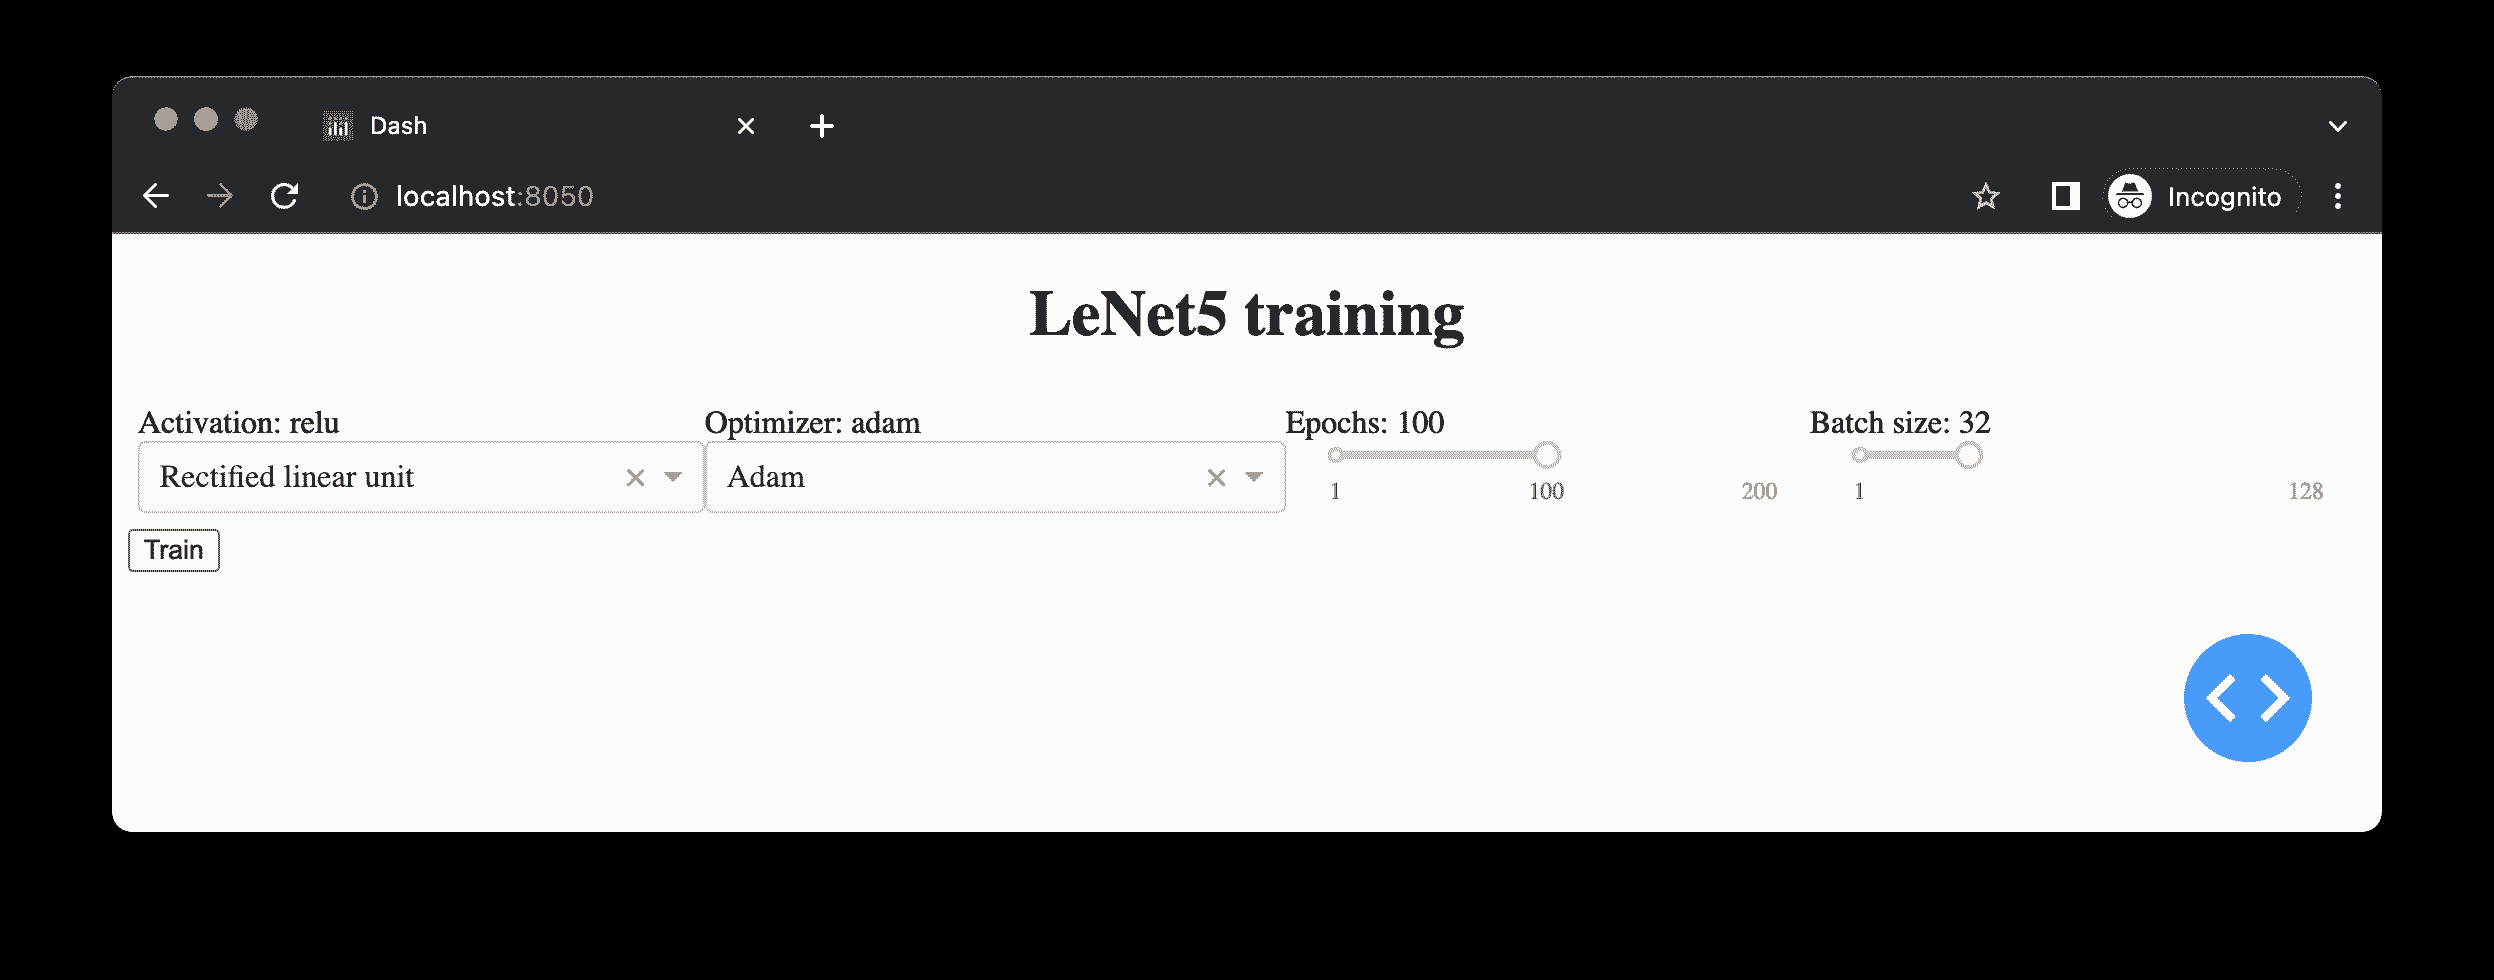 Dash
localhost:8050
Incognito
LeNet5 training
Activation: relu
Rectified linear unit
Optimizer: adam
Adam
Epochs: 100
1 100 200
Batch size: 32
1 128
Train